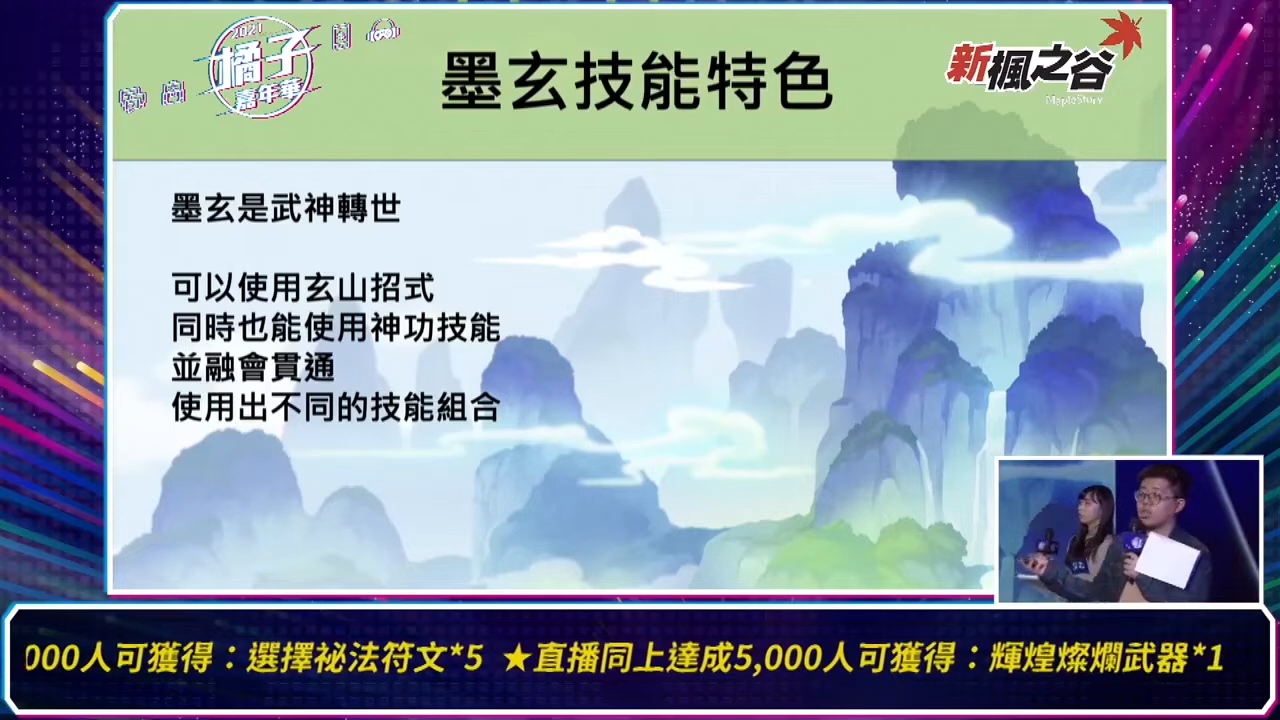 2021
橘子
嘉年華
墨玄技能特色
新楓之谷
MapleStory
墨玄是武神轉世
可以使用玄山招式
同時也能使用神功技能
並融會貫通
使用出不同的技能組合
000人可獲得：選擇祕法符文*5 ★直播同上達成5,000人可獲得：輝煌燦爛武器*1